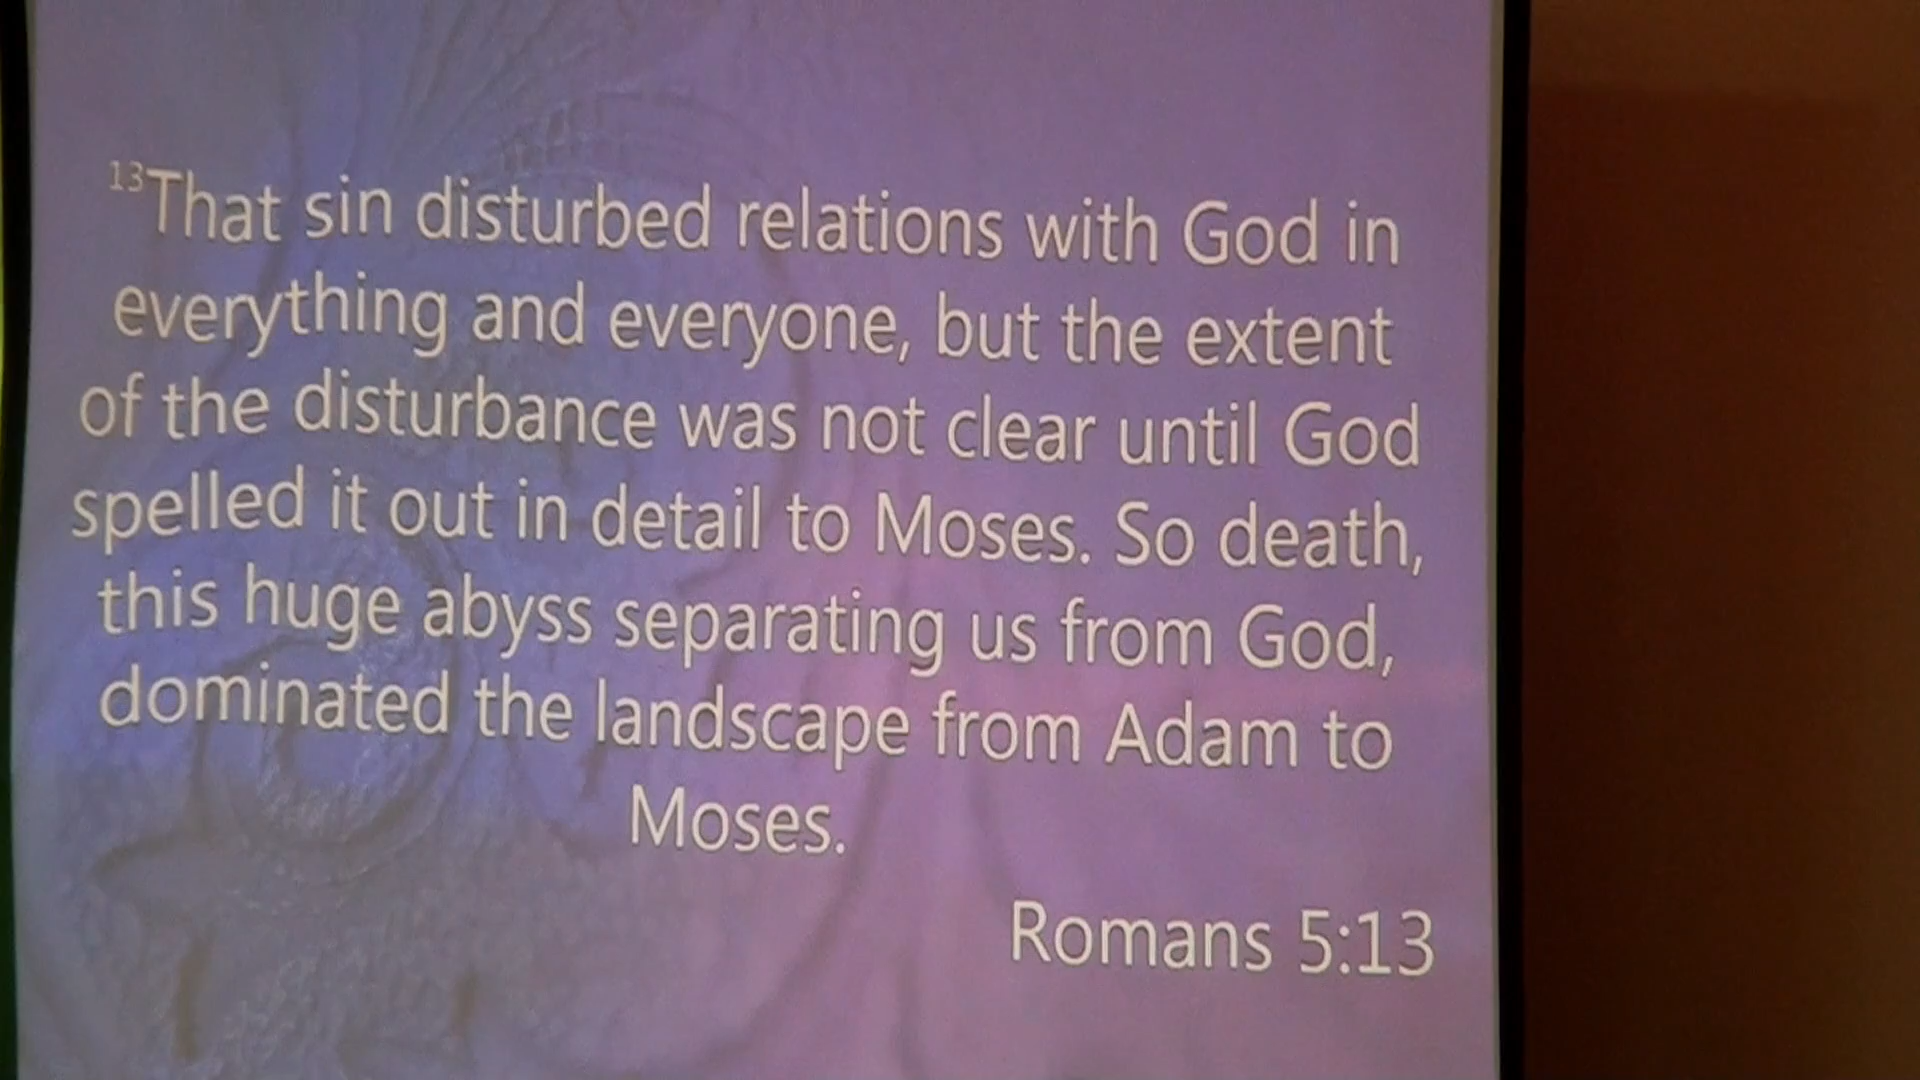 13That sin disturbed relations with God in
everything and everyone, but the extent
of the disturbance was not clear until God
spelled it out in detail to Moses. So death,
this huge abyss separating us from God,
dominated the landscape from Adam to
Moses.
Romans 5:13